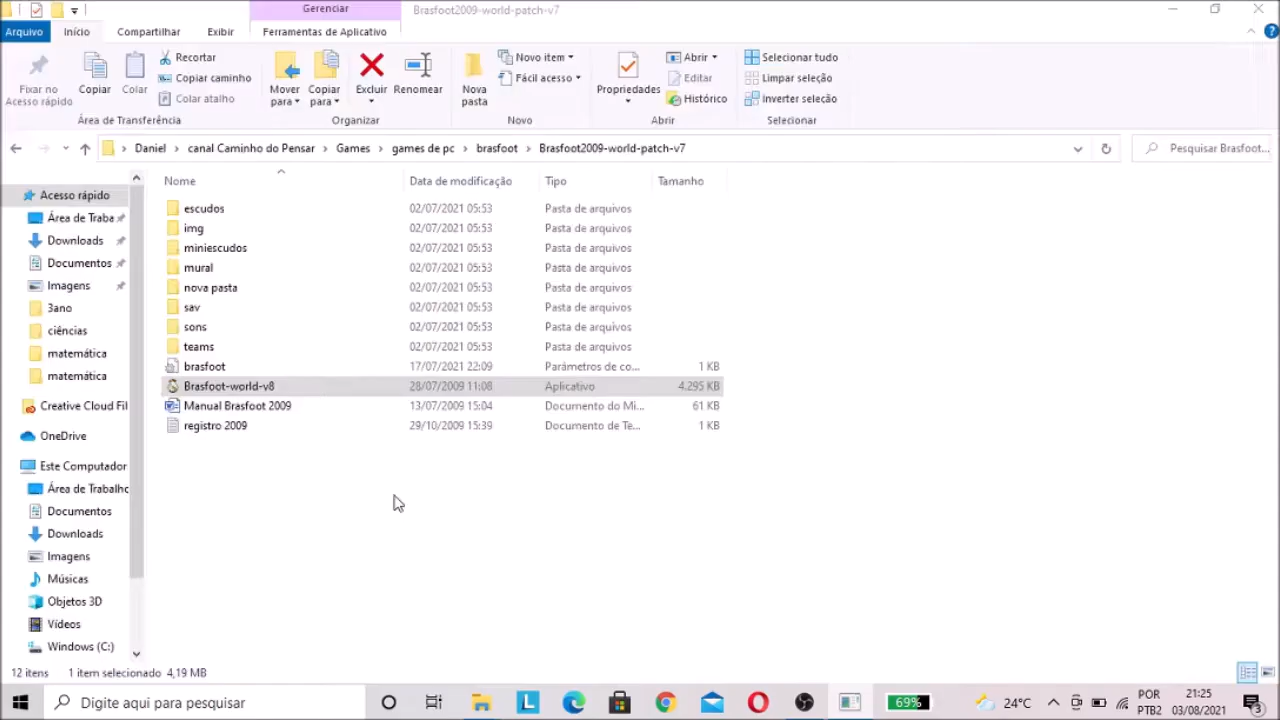 Gerenciar
Brasfoot2009-world-patch-v7
Arquivo
Início
Compartilhar
Exibir
Ferramentas de Aplicativo
Fixar no
Acesso rápido
Copiar
Colar
Recortar
Copiar caminho
Colar atalho
Área de Transferência
Mover
para
Copiar
para
Excluir
Renomear
Organizar
Nova
pasta
Novo item
Fácil acesso
Novo
Propriedades
Abrir
Editar
Histórico
Abrir
Selecionar tudo
Limpar seleção
Inverter seleção
Selecionar
Daniel > canal Caminho do Pensar > Games > games de pc > brasfoot > Brasfoot2009-world-patch-v7
Pesquisar Brasfoot...
Nome Data de modificação Tipo Tamanho
escudos 02/07/2021 05:53 Pasta de arquivos
img 02/07/2021 05:53 Pasta de arquivos
miniescudos 02/07/2021 05:53 Pasta de arquivos
mural 02/07/2021 05:53 Pasta de arquivos
nova pasta 02/07/2021 05:53 Pasta de arquivos
sav 02/07/2021 05:53 Pasta de arquivos
sons 02/07/2021 05:53 Pasta de arquivos
teams 02/07/2021 05:53 Pasta de arquivos
brasfoot 17/07/2021 22:09 Parâmetros de co... 1 KB
Brasfoot-world-v8 28/07/2009 11:08 Aplicativo 4.295 KB
Manual Brasfoot 2009 13/07/2009 15:04 Documento do Mi... 61 KB
registro 2009 29/10/2009 15:39 Documento de Te... 1 KB
Acesso rápido
Área de Traba
Downloads
Documentos
Imagens
3ano
ciências
matemática
matemática
Creative Cloud Fil
OneDrive
Este Computador
Área de Trabalho
Documentos
Downloads
Imagens
Músicas
Objetos 3D
Vídeos
Windows (C:)
12 itens 1 item selecionado 4,19 MB
Digite aqui para pesquisar
69%
24°C
POR
PTB2
21:25
03/08/2021
3